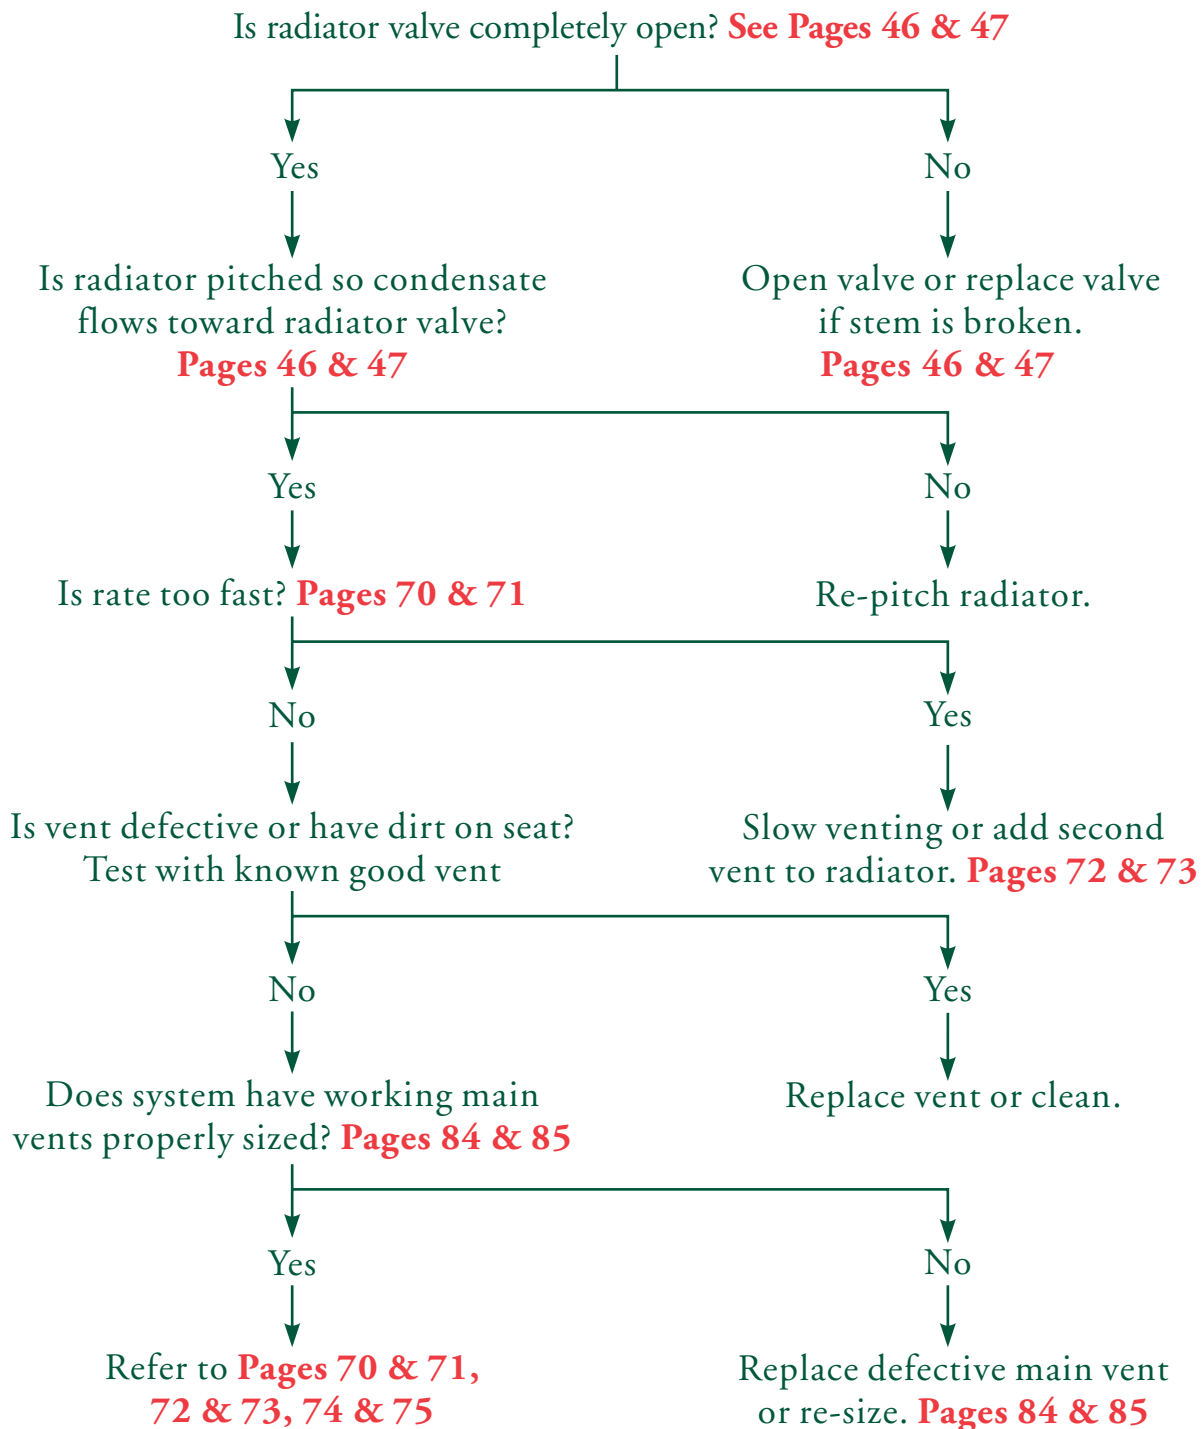 Is radiator valve completely open? See Pages 46 & 47
Yes
No
Is radiator pitched so condensate
flows toward radiator valve?
Pages 46 & 47
Open valve or replace valve
if stem is broken.
Pages 46 & 47
Yes
No
Is rate too fast? Pages 70 & 71
Re-pitch radiator.
No
Yes
Is vent defective or have dirt on seat?
Test with known good vent
Slow venting or add second
vent to radiator. Pages 72 & 73
No
Yes
Does system have working main
vents properly sized? Pages 84 & 85
Replace vent or clean.
Yes
No
Refer to Pages 70 & 71,
72 & 73, 74 & 75
Replace defective main vent
or re-size. Pages 84 & 85